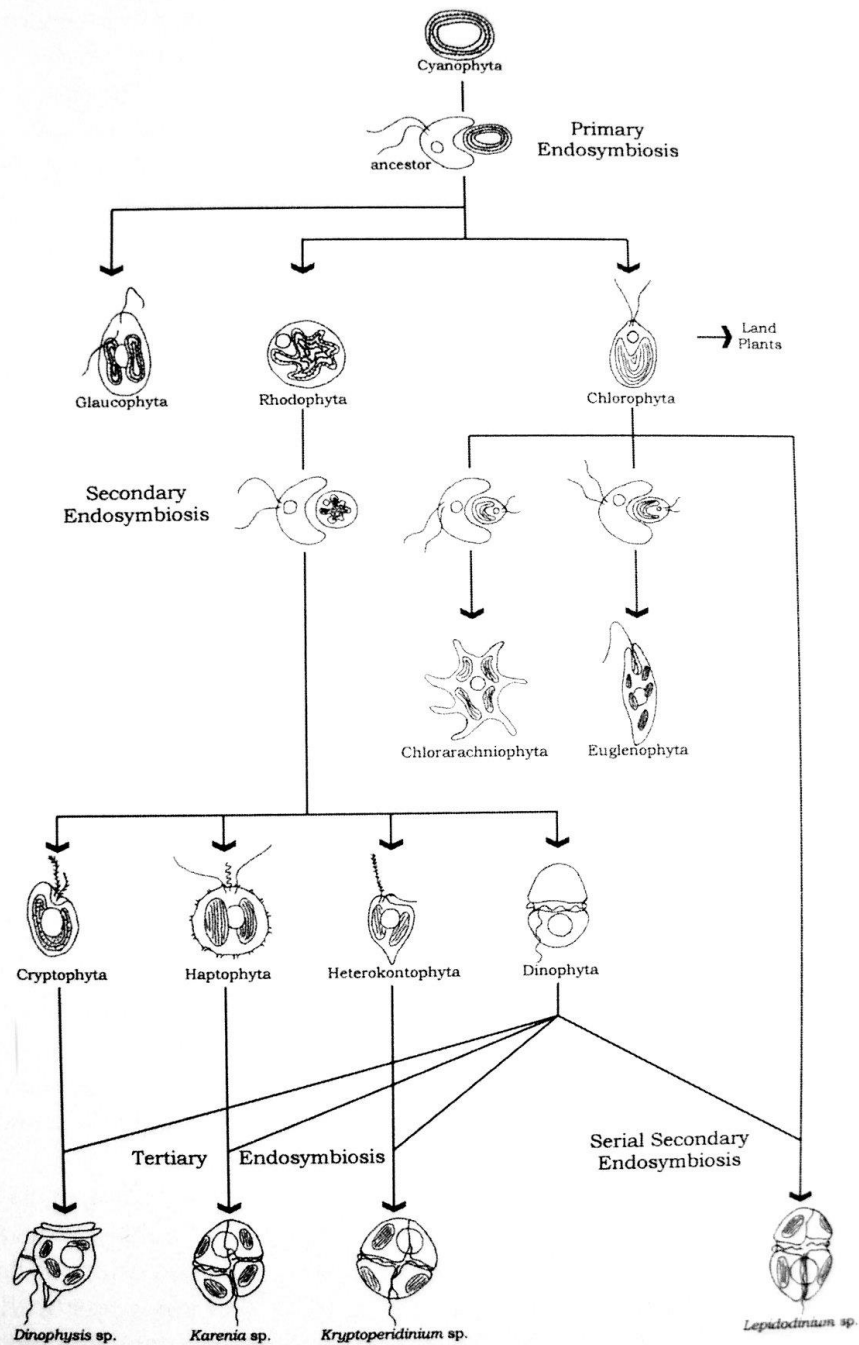 Cyanophyta
Primary
Endosymbiosis
ancestor
Land
Plants
Glaucophyta
Rhodophyta
Chlorophyta
Secondary
Endosymbiosis
Chlorarachniophyta
Euglenophyta
Cryptophyta
Haptophyta
Heterokontophyta
Dinophyta
Tertiary Endosymbiosis
Serial Secondary
Endosymbiosis
Dinophysis sp.
Karenia sp.
Kryptoperidinium sp.
Lepidodinium sp.